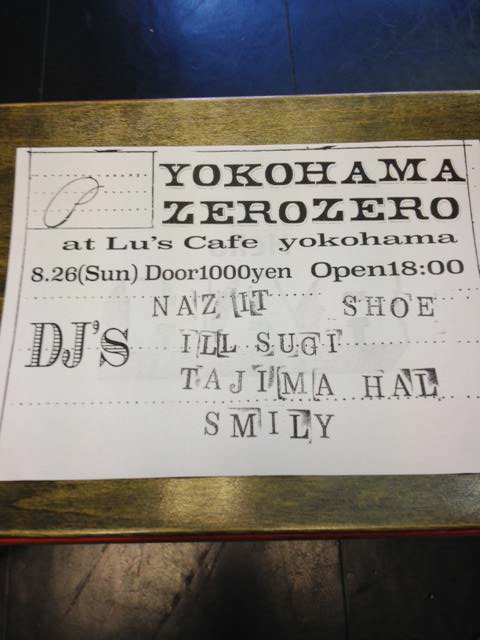 YOKOHAMA
ZEROZERO
at Lu's Cafe yokohama
8.26(Sun) Door1000yen Open18:00
NAZ IT SHOE
DJ'S ILL SUGI
TAJIMA HAL
SMILY